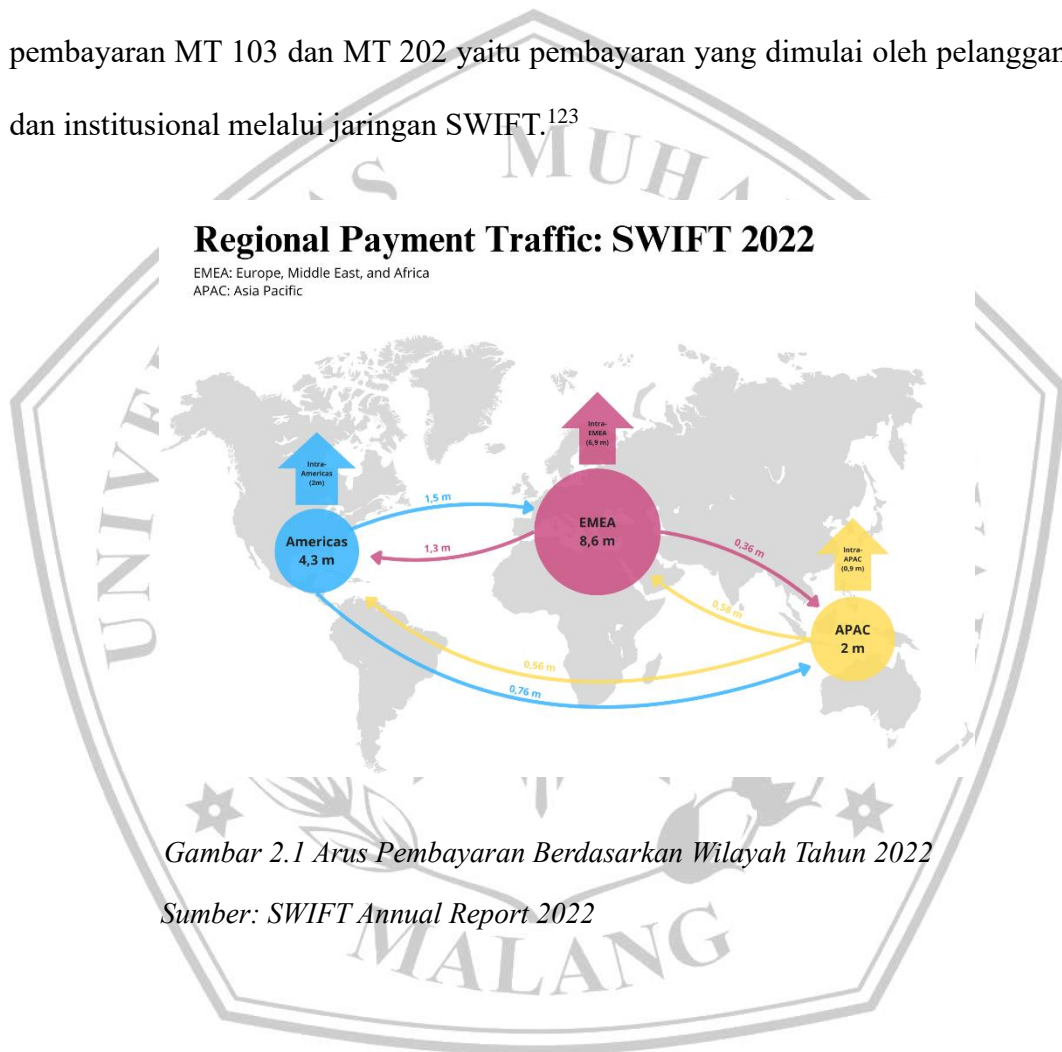 pembayaran MT 103 dan MT 202 yaitu pembayaran yang dimulai oleh pelanggan
dan institusional melalui jaringan SWIFT.123
MUHA
AS
UNIVE
Regional Payment Traffic: SWIFT 2022
EMEA: Europe, Middle East, and Africa
APAC: Asia Pacific
Intra-
EMEA
(6,9 m)
Intra-
Americas
(2m)
1,5 m
Americas
4,3 m
1,3 m
EMEA
8,6 m
0,36 m
Intra-
APAC
(0,9 m)
0,58 m
APAC
2 m
0,56 m
0,76 m
Gambar 2.1 Arus Pembayaran Berdasarkan Wilayah Tahun 2022
Sumber: SWIFT Annual Report 2022
MALANG